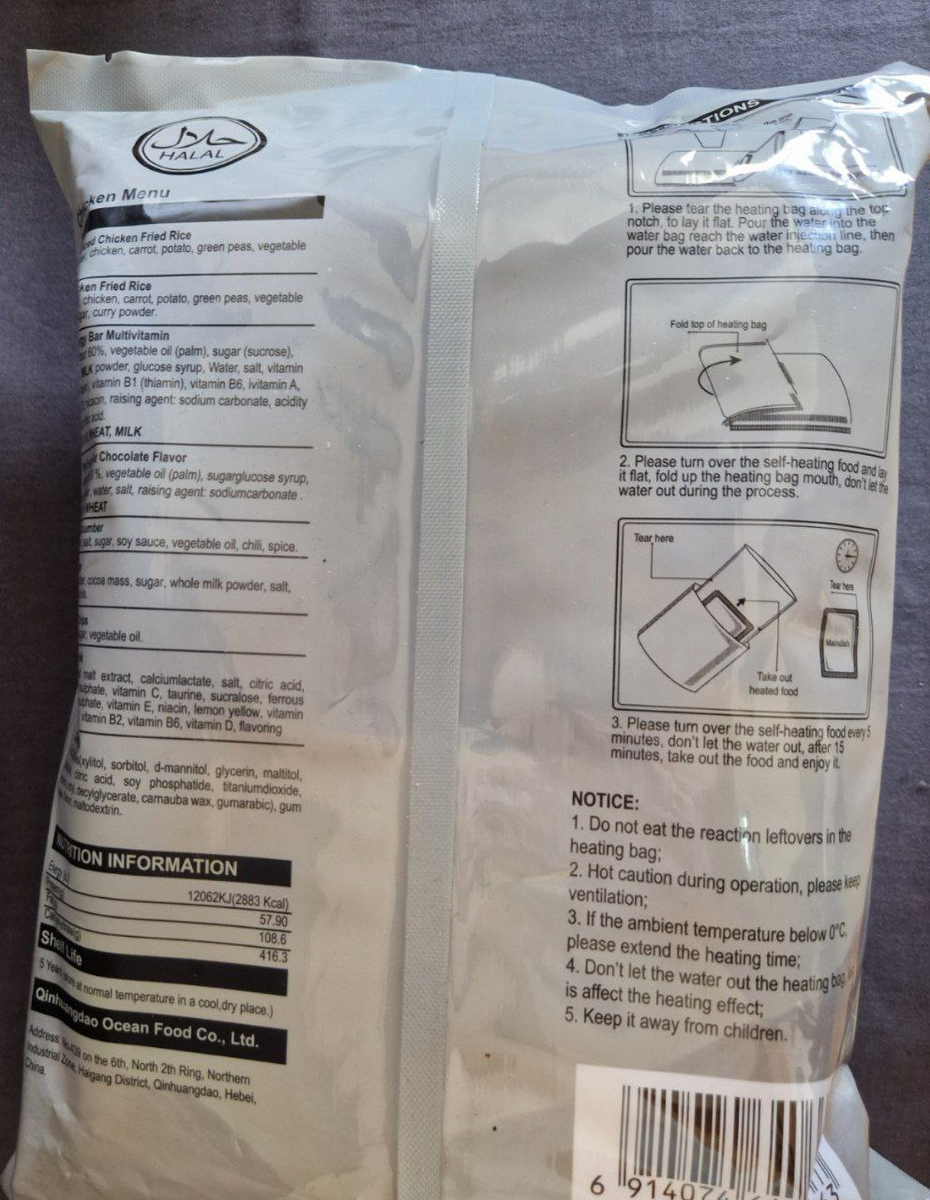 حلال
HALAL
Chicken Menu
Chicken Fried Rice
chicken, carrot, potato, green peas, vegetable
Fried Rice
chicken, carrot, potato, green peas, vegetable
curry powder.
Bar Multivitamin
60%, vegetable oil (palm), sugar (sucrose),
MILK powder, glucose syrup, Water, salt, vitamin
vitamin B1 (thiamin), vitamin B6, ivitamin A,
raising agent: sodium carbonate, acidity
acid.
WHEAT, MILK
Chocolate Flavor
%, vegetable oil (palm), sugarglucose syrup,
water, salt, raising agent: sodiumcarbonate .
WHEAT
salt, sugar, soy sauce, vegetable oil, chili, spice.
cocoa mass, sugar, whole milk powder, salt,
vegetable oil.
malt extract, calciumlactate, salt, citric acid,
vitamin C, taurine, sucralose, ferrous
vitamin E, niacin, lemon yellow, vitamin
vitamin B2, vitamin B6, vitamin D, flavoring
xylitol, sorbitol, d-mannitol, glycerin, maltitol,
citric acid, soy phosphatide, titaniumdioxide,
decylglycerate, carnauba wax, gumarabic), gum
maltodextrin.
NUTRITION INFORMATION
12062KJ(2883 Kcal)
57.90
108.6
416.3
Shelf Life
5 Years at normal temperature in a cool,dry place.)
Qinhuangdao Ocean Food Co., Ltd.
Address: No.439 on the 6th, North 2th Ring, Northern
Industrial Zone, Haigang District, Qinhuangdao, Hebei,
China.
1. Please tear the heating bag along the top
notch, to lay it flat. Pour the water into the
water bag reach the water injection line, then
pour the water back to the heating bag.
Fold top of heating bag
2. Please turn over the self-heating food and lay
it flat, fold up the heating bag mouth, don't let the
water out during the process.
Tear here
Tear here
Maindish
Take out
heated food
3. Please turn over the self-heating food every 5
minutes, don't let the water out, after 15
minutes, take out the food and enjoy it.
NOTICE:
1. Do not eat the reaction leftovers in the
heating bag;
2. Hot caution during operation, please keep
ventilation;
3. If the ambient temperature below 0°C,
please extend the heating time;
4. Don't let the water out the heating bag,
is affect the heating effect;
5. Keep it away from children.
6 914074